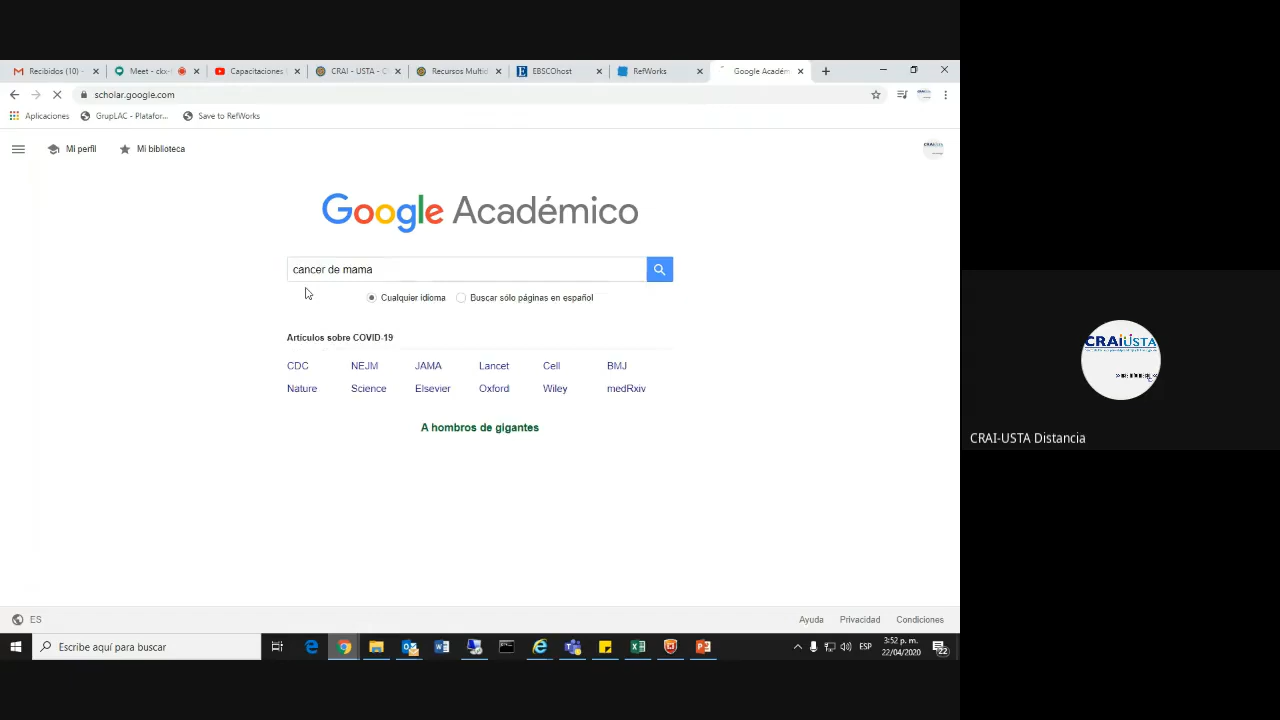 Recibidos (10) -
Meet - ckx-
Capacitaciones (
CRAI - USTA - C
Recursos Multid
EBSCOhost
RefWorks
Google Académ
scholar.google.com
Aplicaciones
GrupLAC - Platafor...
Save to RefWorks
Mi perfil
Mi biblioteca
Google Académico
cancer de mama
Cualquier idioma
Buscar sólo páginas en español
Artículos sobre COVID-19
CDC NEJM JAMA Lancet Cell BMJ
Nature Science Elsevier Oxford Wiley medRxiv
A hombros de gigantes
CRAIUSTA
CRAI-USTA Distancia
ES
Ayuda Privacidad Condiciones
Escribe aquí para buscar
ESP
3:52 p. m.
22/04/2020
22